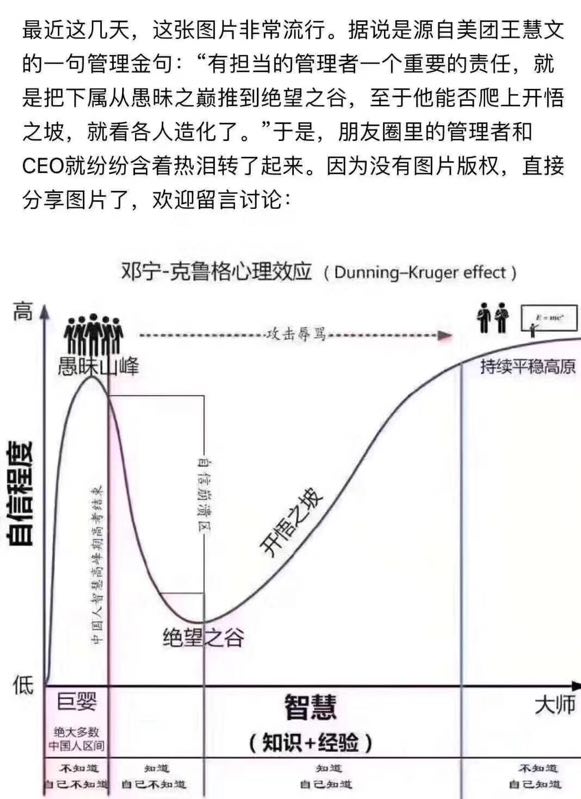 最近这几天，这张图片非常流行。据说是源自美团王慧文
的一句管理金句：“有担当的管理者一个重要的责任，就
是把下属从愚昧之巅推到绝望之谷，至于他能否爬上开悟
之坡，就看各人造化了。”于是，朋友圈里的管理者和
CEO就纷纷含着热泪转了起来。因为没有图片版权，直接
分享图片了，欢迎留言讨论：
邓宁-克鲁格心理效应（Dunning–Kruger effect）
高
愚昧山峰
攻击辱骂
E = mc²
持续平稳高原
自信程度
中国人智慧高峰期高考结束
自信崩溃区
开悟之坡
绝望之谷
低
巨婴
智慧
大师
绝大多数
中国人区间
（知识+经验）
不知道
自己不知道
知道
自己不知道
知道
自己知道
不知道
自己知道